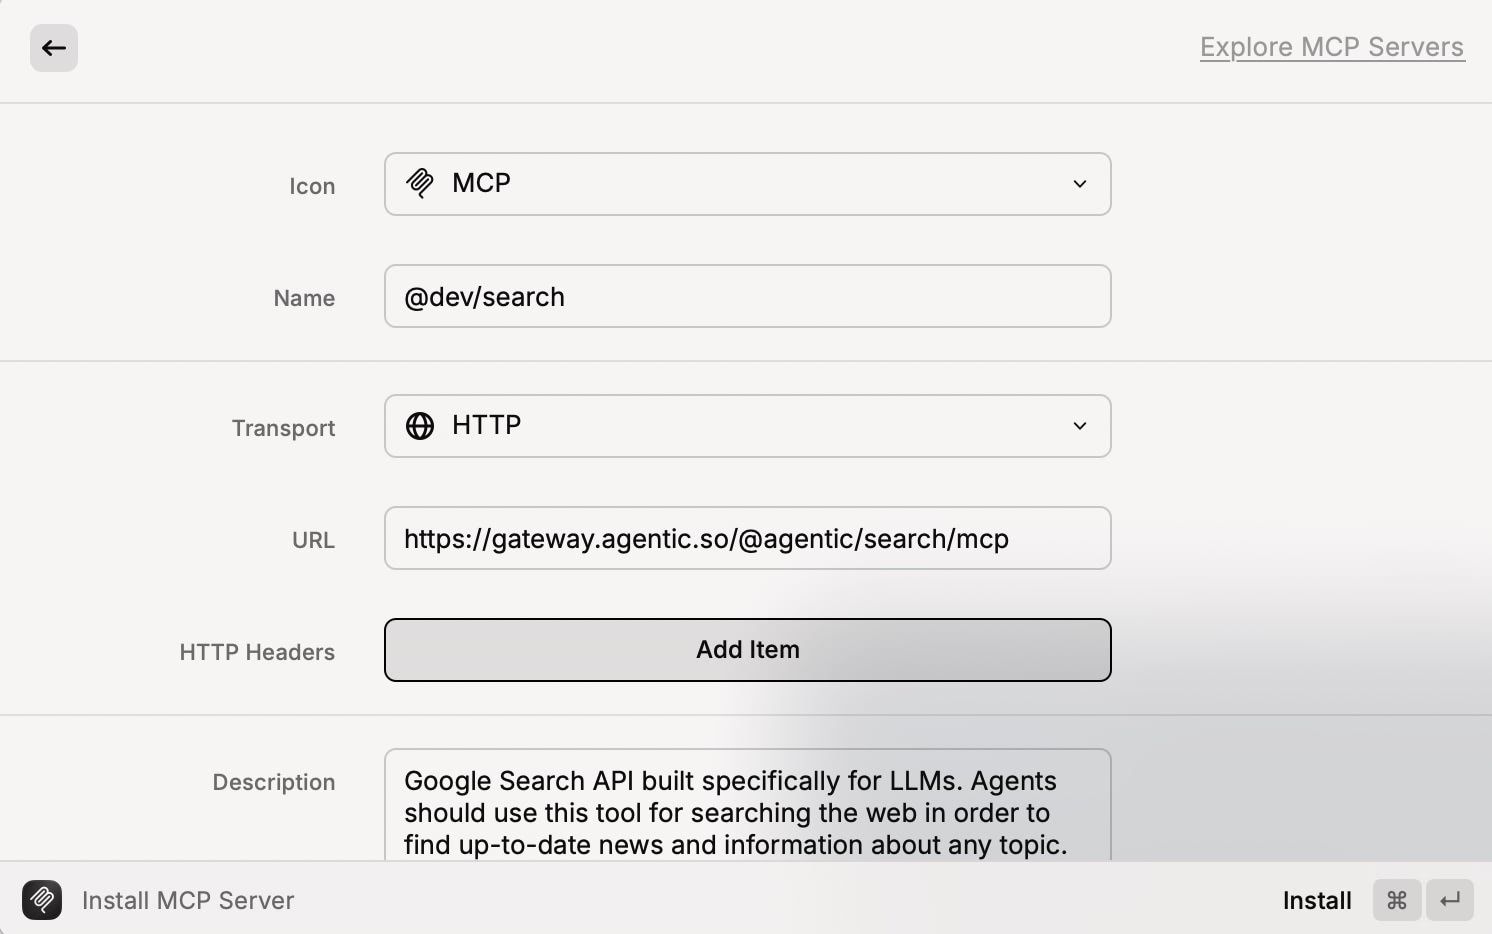 Explore MCP Servers
Icon
MCP
Name
@dev/search
Transport
HTTP
URL
https://gateway.agentic.so/@agentic/search/mcp
HTTP Headers
Add Item
Description
Google Search API built specifically for LLMs. Agents
should use this tool for searching the web in order to
find up-to-date news and information about any topic.
Install MCP Server
Install ⌘ ↵